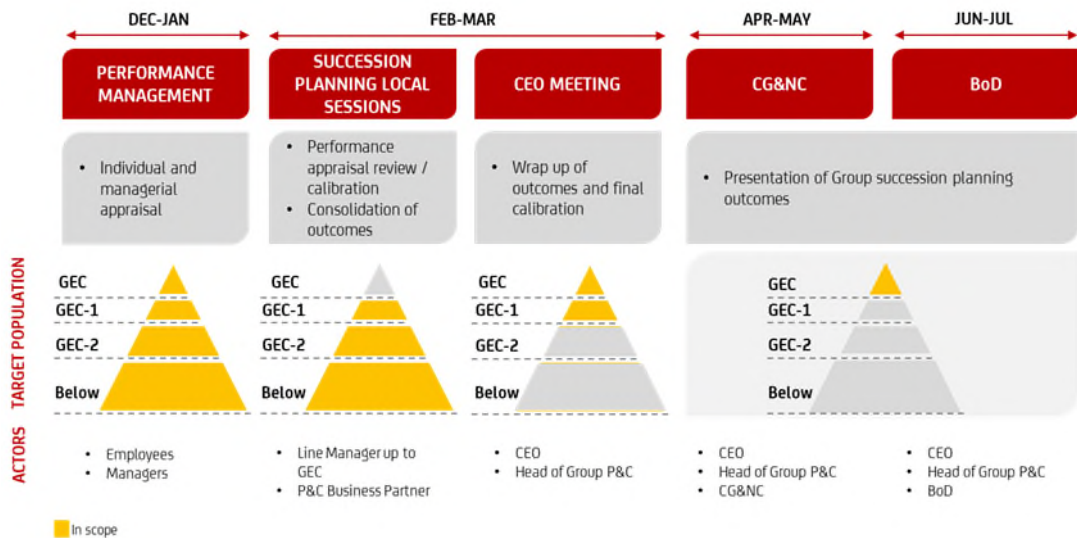 DEC-JAN
FEB-MAR
APR-MAY
JUN-JUL
PERFORMANCE
MANAGEMENT
SUCCESSION
PLANNING LOCAL
SESSIONS
CEO MEETING
CG&NC
BoD
• Individual and
managerial
appraisal
• Performance
appraisal review /
calibration
• Consolidation of
outcomes
• Wrap up of
outcomes and final
calibration
• Presentation of Group succession planning
outcomes
TARGET POPULATION
GEC
GEC-1
GEC-2
Below
GEC
GEC-1
GEC-2
Below
GEC
GEC-1
GEC-2
Below
GEC
GEC-1
GEC-2
Below
ACTORS
• Employees
• Managers
• Line Manager up to
GEC
• P&C Business Partner
• CEO
• Head of Group P&C
• CEO
• Head of Group P&C
• CG&NC
• CEO
• Head of Group P&C
• BoD
In scope